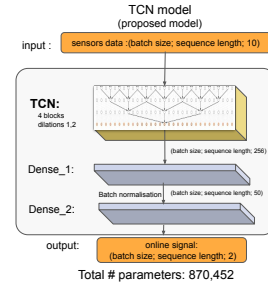 TCN model
(proposed model)
input :
sensors data :(batch size; sequence length; 10)
TCN:
4 blocks
dilations 1,2
(batch size; sequence length; 256)
Dense_1:
Batch normalisation
(batch size; sequence length; 50)
Dense_2:
output:
online signal:
(batch size; sequence length; 2)
Total # parameters: 870,452